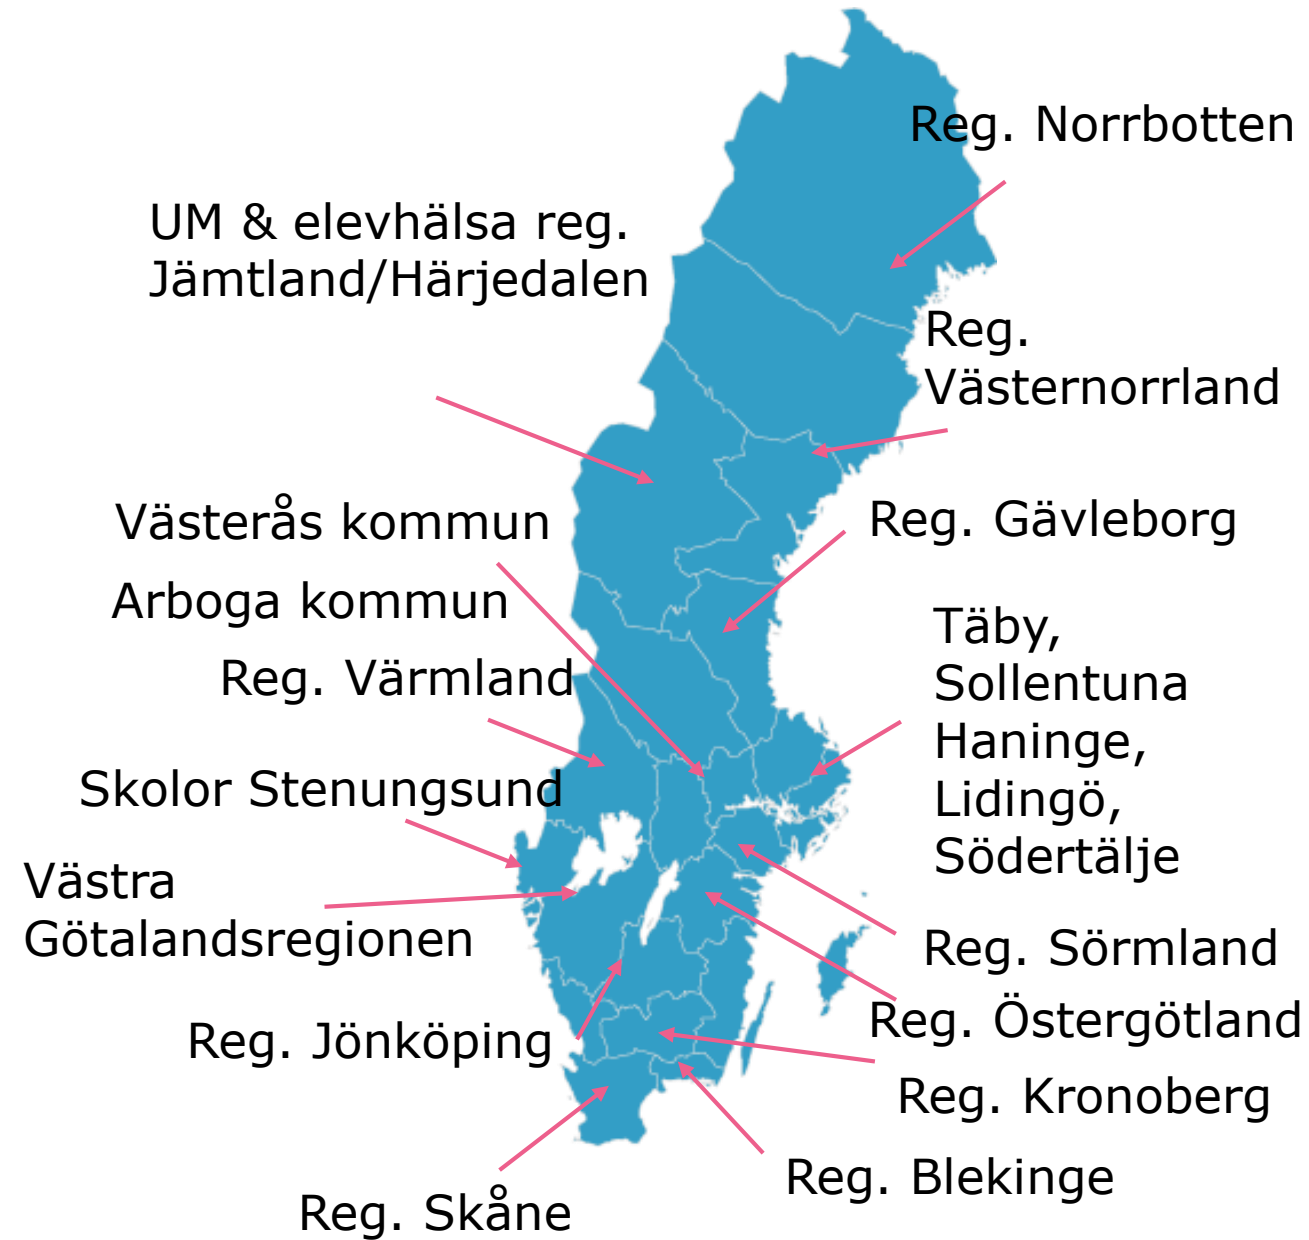 Reg. Norrbotten
UM & elevhälsa reg.
Jämtland/Härjedalen
Reg.
Västernorrland
Västerås kommun
Reg. Gävleborg
Arboga kommun
Täby,
Sollentuna
Haninge,
Lidingö,
Södertälje
Reg. Värmland
Skolor Stenungsund
Västra
Götalandsregionen
Reg. Sörmland
Reg. Östergötland
Reg. Jönköping
Reg. Kronoberg
Reg. Blekinge
Reg. Skåne